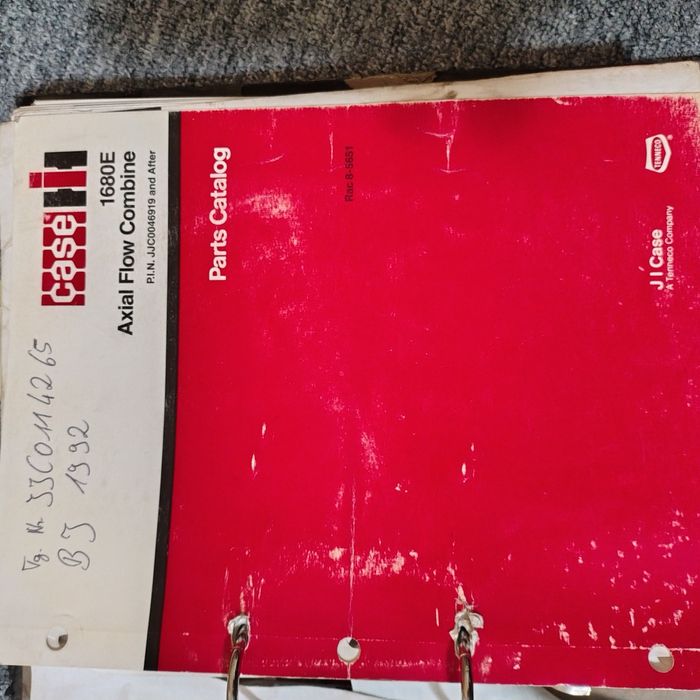 Fg. Nr. JJC0114265
BJ 1992
case IH
1680E
Axial Flow Combine
P.I.N. JJC0046919 and After
Parts Catalog
Rac 8-5651
TENNECO ®
J I Case
A Tenneco Company